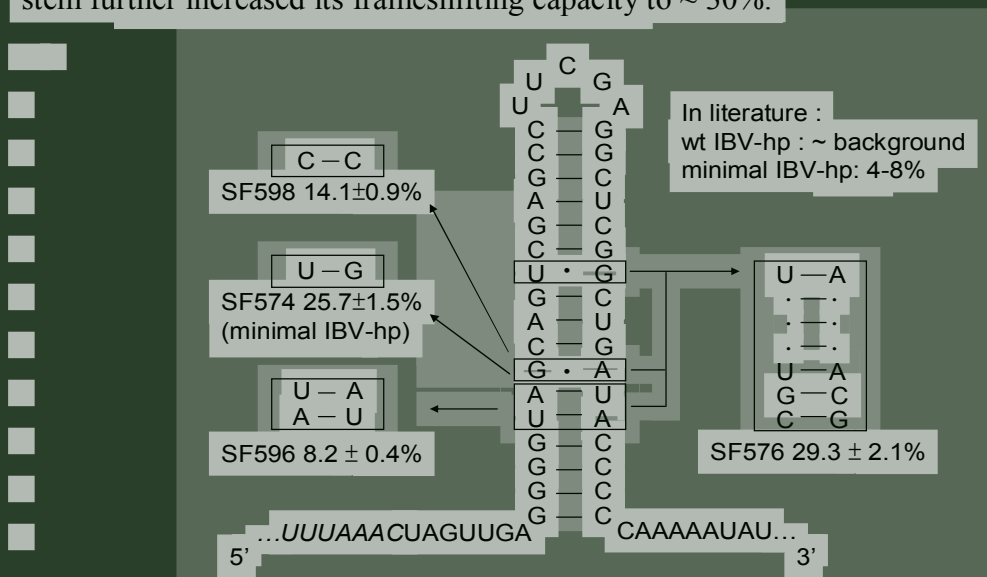 stem further increased its frameshifting capacity to ~ 30%.
C
U G
U — A
C — G
C — G
G — C
A — U
G — C
C — G
U · G
G — C
A — U
C — G
G · A
A — U
U — A
G — C
G — C
G — C
G — C
In literature :
wt IBV-hp : ~ background
minimal IBV-hp: 4-8%
C – C
SF598 14.1±0.9%
U – G
SF574 25.7±1.5%
(minimal IBV-hp)
U – A
A – U
SF596 8.2 ± 0.4%
U — A
. — .
. — .
. — .
U — A
G — C
C — G
SF576 29.3 ± 2.1%
...UUUAAACUAGUUGA
CAAAAAUAU...
5'
3'